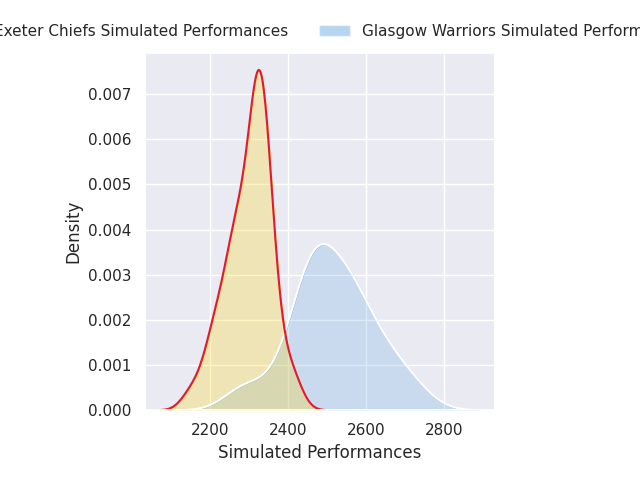 Exeter Chiefs Simulated Performances
Glasgow Warriors Simulated Perform
0.007
0.006
0.005
0.004
0.003
0.002
0.001
0.000
Density
2200 2400 2600 2800
Simulated Performances